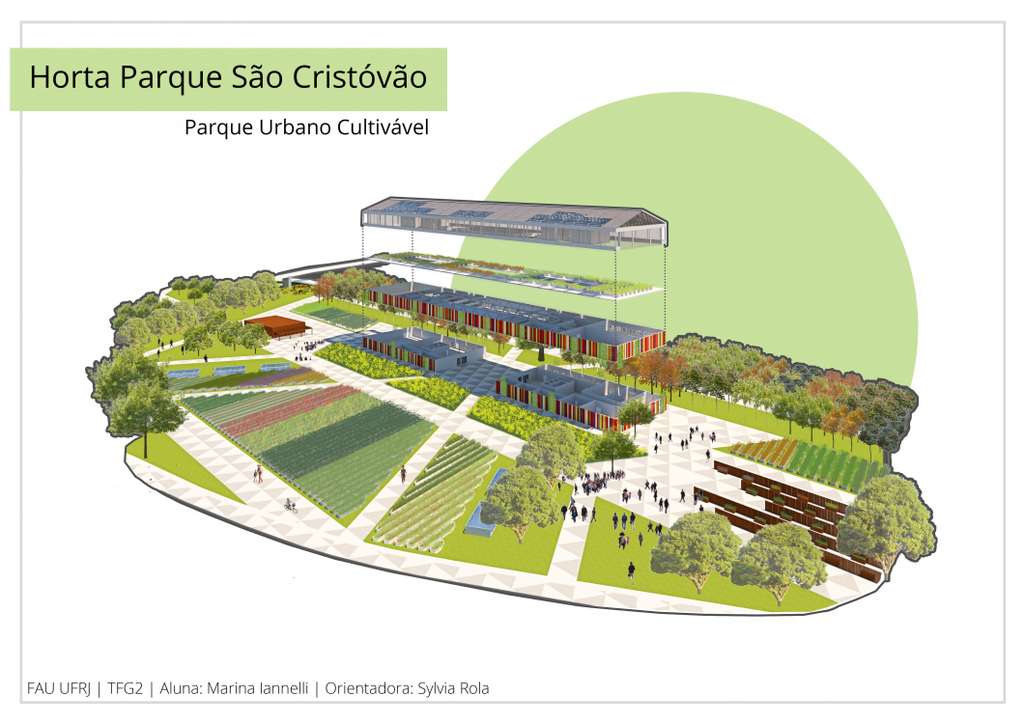 Horta Parque São Cristóvão
Parque Urbano Cultivável
FAU UFRJ | TFG2 | Aluna: Marina Iannelli | Orientadora: Sylvia Rola